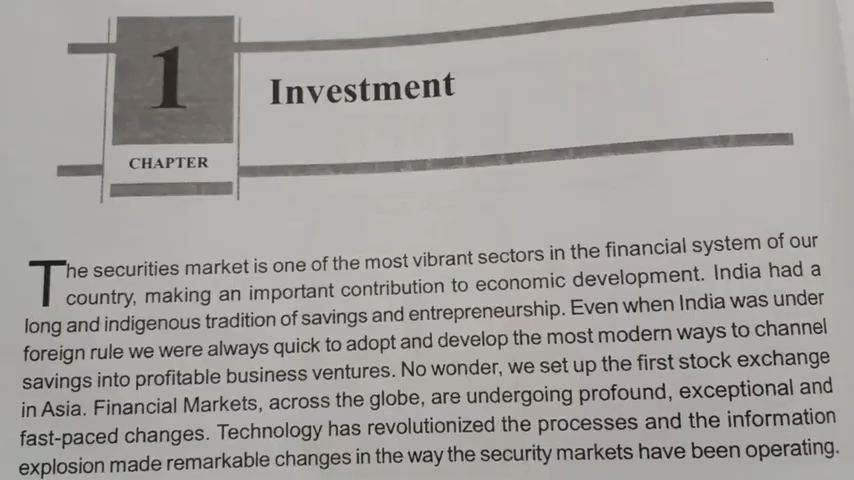 1
CHAPTER
Investment
The securities market is one of the most vibrant sectors in the financial system of our
country, making an important contribution to economic development. India had a
long and indigenous tradition of savings and entrepreneurship. Even when India was under
foreign rule we were always quick to adopt and develop the most modern ways to channel
savings into profitable business ventures. No wonder, we set up the first stock exchange
in Asia. Financial Markets, across the globe, are undergoing profound, exceptional and
fast-paced changes. Technology has revolutionized the processes and the information
explosion made remarkable changes in the way the security markets have been operating.